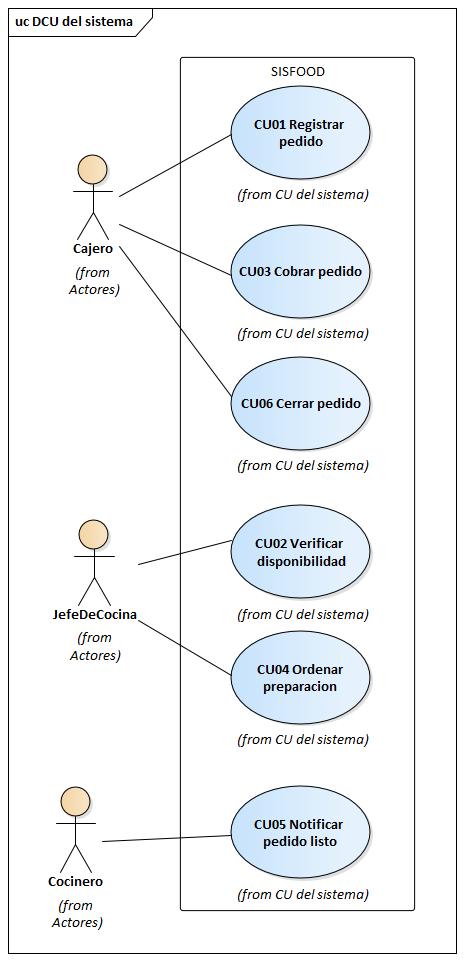 uc DCU del sistema
SISFOOD
CU01 Registrar
pedido
(from CU del sistema)
Cajero
(from
Actores)
CU03 Cobrar pedido
(from CU del sistema)
CU06 Cerrar pedido
(from CU del sistema)
JefeDeCocina
(from
Actores)
CU02 Verificar
disponibilidad
(from CU del sistema)
CU04 Ordenar
preparacion
(from CU del sistema)
Cocinero
(from
Actores)
CU05 Notificar
pedido listo
(from CU del sistema)